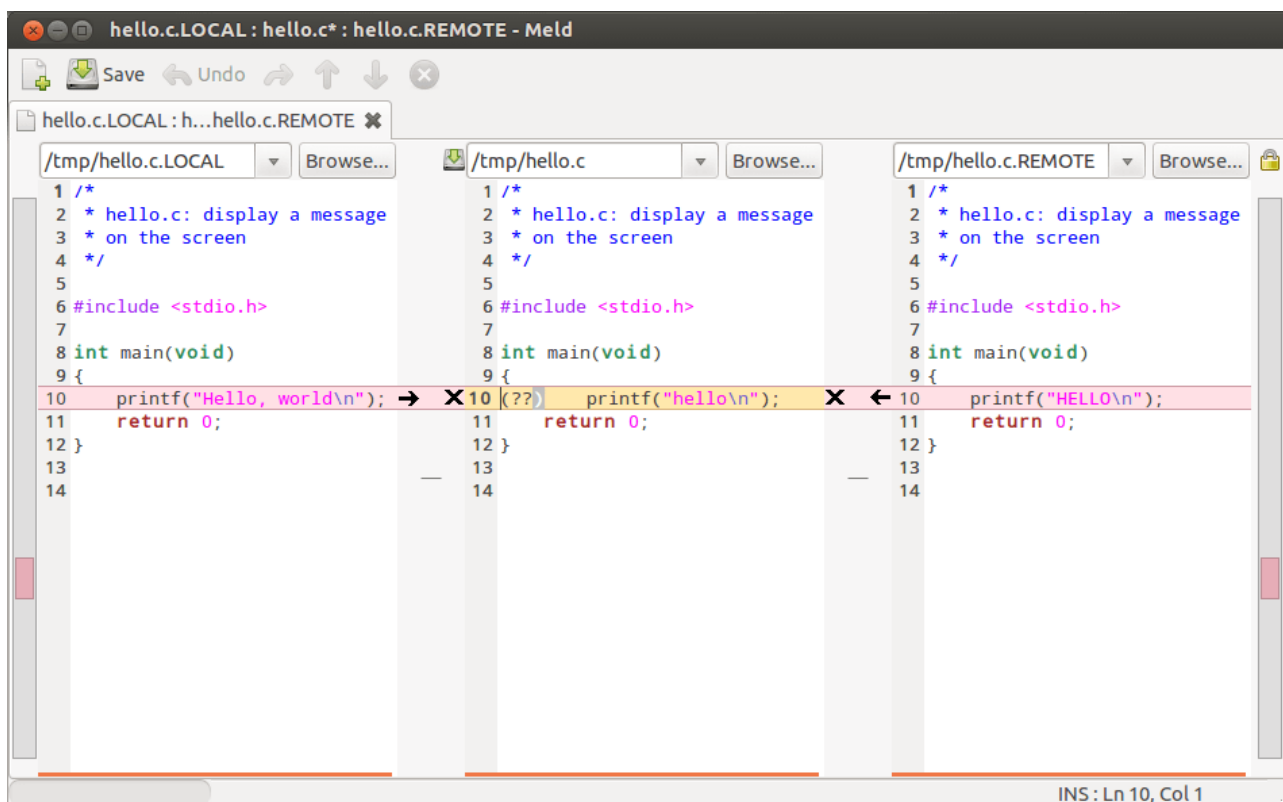 hello.c.LOCAL : hello.c* : hello.c.REMOTE - Meld
Save Undo
hello.c.LOCAL : h...hello.c.REMOTE
/tmp/hello.c.LOCAL Browse...
1 /*
2  * hello.c: display a message
3  * on the screen
4  */
5
6 #include <stdio.h>
7
8 int main(void)
9 {
10     printf("Hello, world\n");
11     return 0;
12 }
13
14
/tmp/hello.c Browse...
1 /*
2  * hello.c: display a message
3  * on the screen
4  */
5
6 #include <stdio.h>
7
8 int main(void)
9 {
10 (??)    printf("hello\n");
11     return 0;
12 }
13
14
/tmp/hello.c.REMOTE Browse...
1 /*
2  * hello.c: display a message
3  * on the screen
4  */
5
6 #include <stdio.h>
7
8 int main(void)
9 {
10     printf("HELLO\n");
11     return 0;
12 }
13
14
INS : Ln 10, Col 1